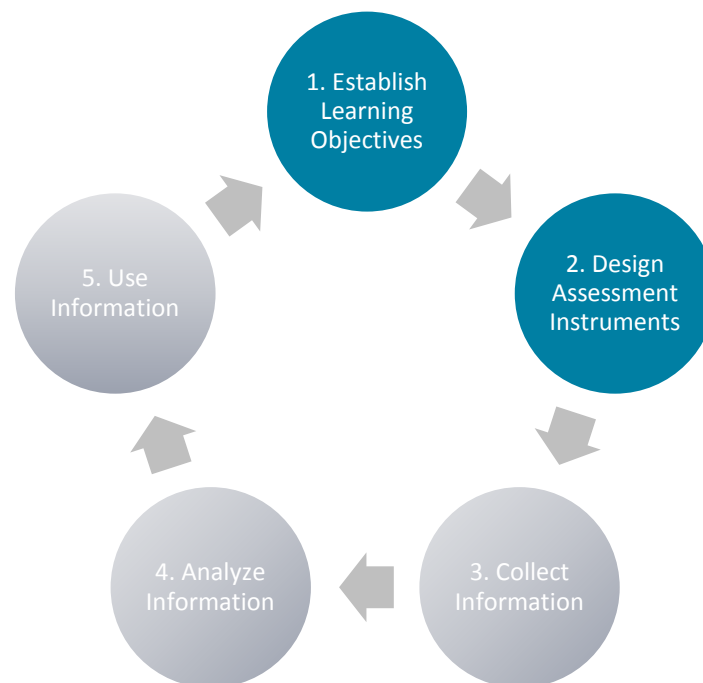 1. Establish
Learning
Objectives
2. Design
Assessment
Instruments
3. Collect
Information
4. Analyze
Information
5. Use
Information